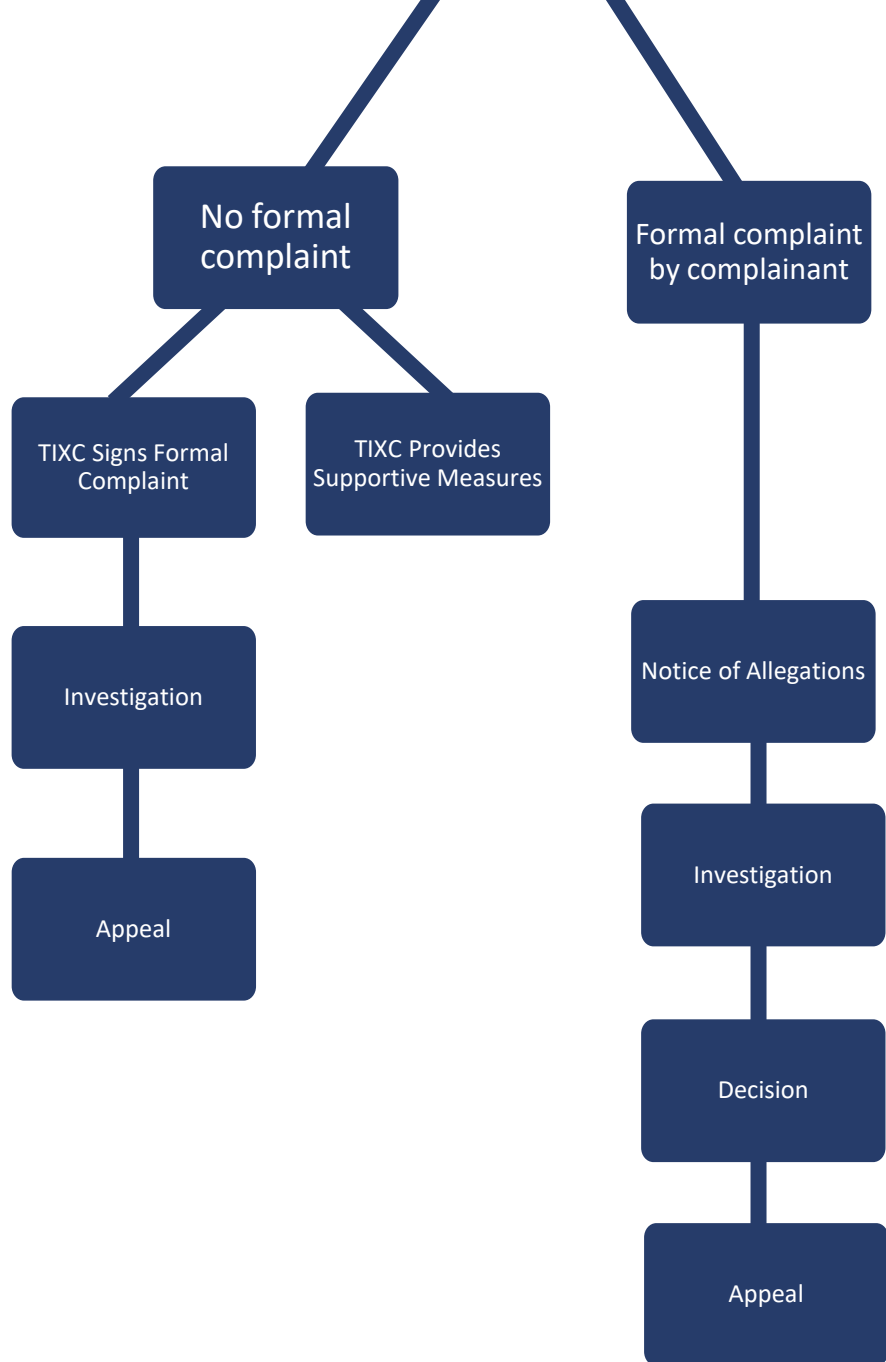 No formal
complaint
Formal complaint
by complainant
TIXC Signs Formal
Complaint
TIXC Provides
Supportive Measures
Investigation
Notice of Allegations
Appeal
Investigation
Decision
Appeal